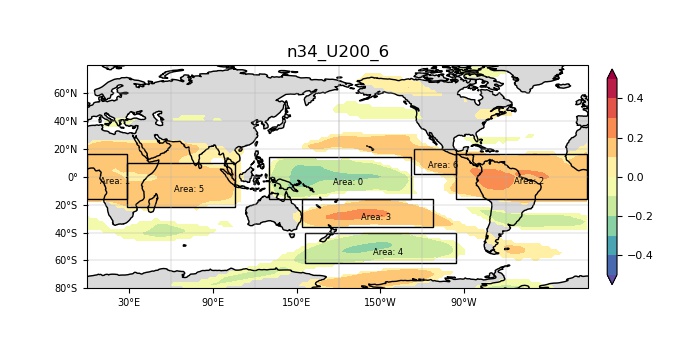 n34_U200_6
60°N
40°N
20°N
0°
20°S
40°S
60°S
80°S
30°E
90°E
150°E
150°W
90°W
Area: 1
Area: 5
Area: 0
Area: 3
Area: 4
Area: 6
Area: 2
0.4
0.2
0.0
−0.2
−0.4